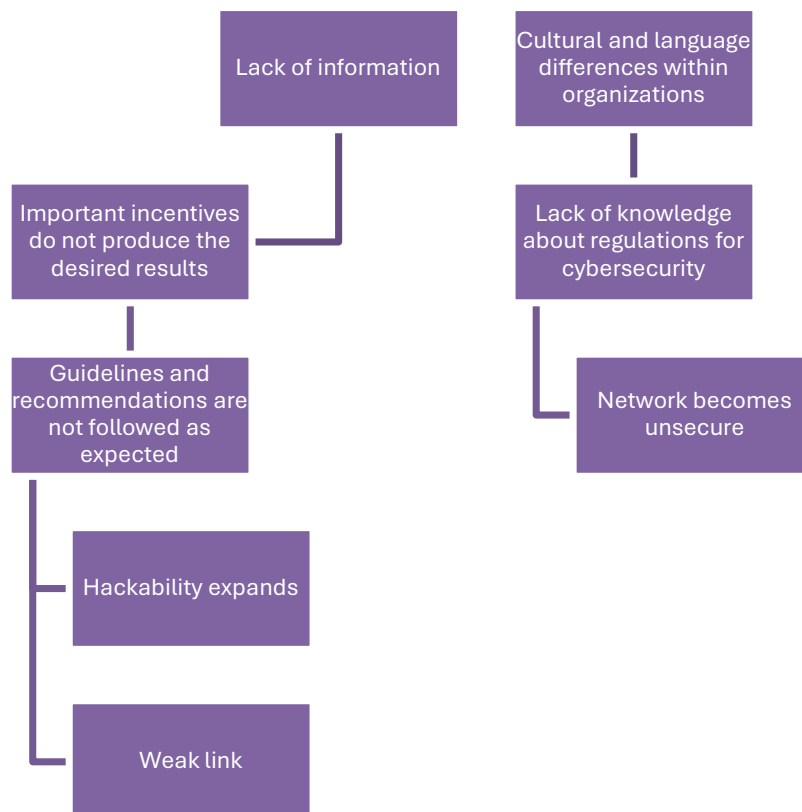 Lack of information
Cultural and language
differences within
organizations
Important incentives
do not produce the
desired results
Lack of knowledge
about regulations for
cybersecurity
Guidelines and
recommendations are
not followed as
expected
Network becomes
unsecure
Hackability expands
Weak link